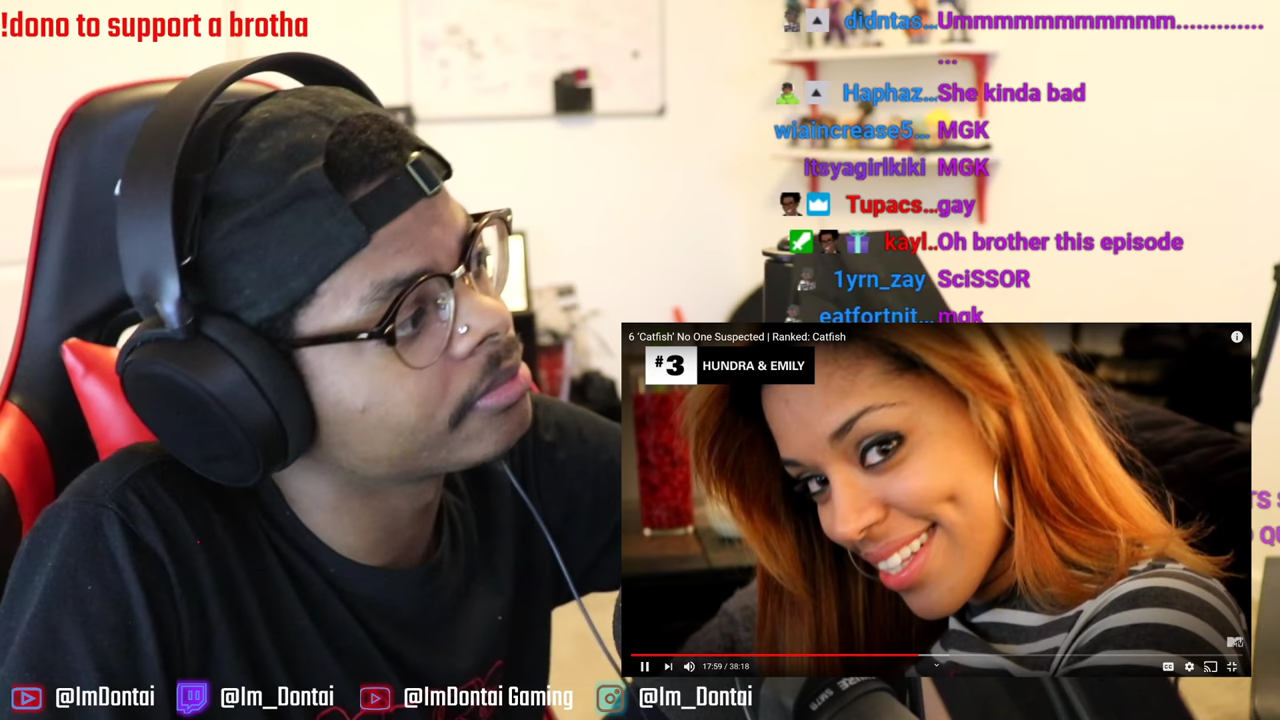 !dono to support a brotha
didntas... Ummmmmmmmmmm.............
...
Haphaz... She kinda bad
wiaincrease5... MGK
Itsyagirlkiki MGK
Tupacs... gay
kayl.. Oh brother this episode
1yrn_zay SciSSOR
eatfortnit... mgk
6 ‘Catfish’ No One Suspected | Ranked: Catfish
#3 HUNDRA & EMILY
17:59 / 38:18
@ImDontai
@Im_Dontai
@ImDontai Gaming
@Im_Dontai